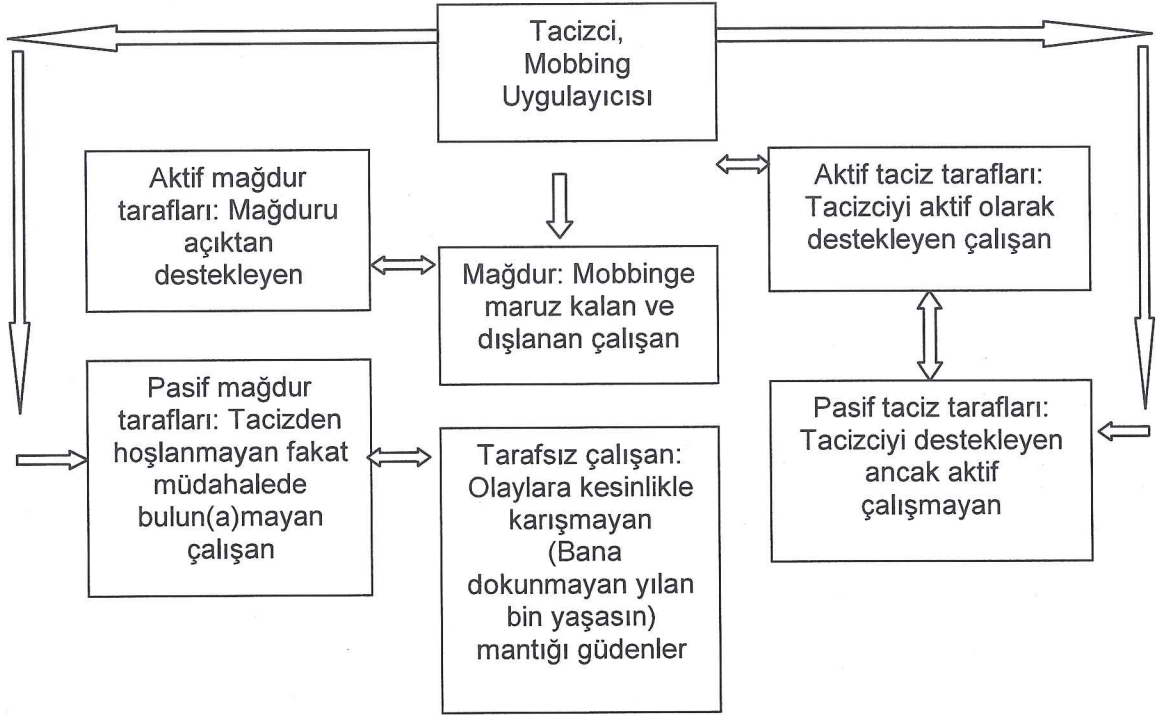 Tacizci,
Mobbing
Uygulayıcısı
Aktif mağdur
tarafları: Mağduru
açıktan
destekleyen
Aktif taciz tarafları:
Tacizciyi aktif olarak
destekleyen çalışan
Mağdur: Mobbinge
maruz kalan ve
dışlanan çalışan
Pasif mağdur
tarafları: Tacizden
hoşlanmayan fakat
müdahalede
bulun(a)mayan
çalışan
Tarafsız çalışan:
Olaylara kesinlikle
karışmayan
(Bana
dokunmayan yılan
bin yaşasın)
mantığı güdenler
Pasif taciz tarafları:
Tacizciyi destekleyen
ancak aktif
çalışmayan